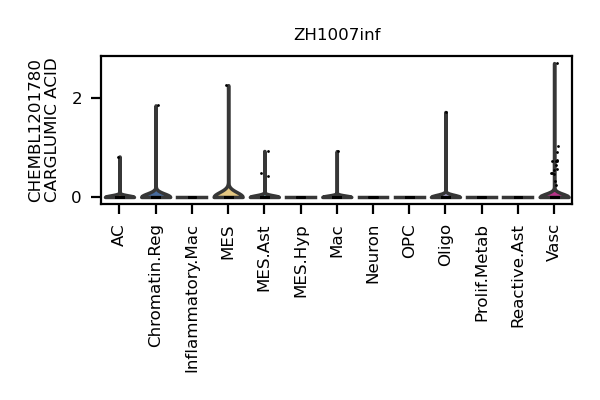 ZH1007inf
CHEMBL1201780
CARGLUMIC ACID
2
0
AC
Chromatin.Reg
Inflammatory.Mac
MES
MES.Ast
MES.Hyp
Mac
Neuron
OPC
Oligo
Prolif.Metab
Reactive.Ast
Vasc